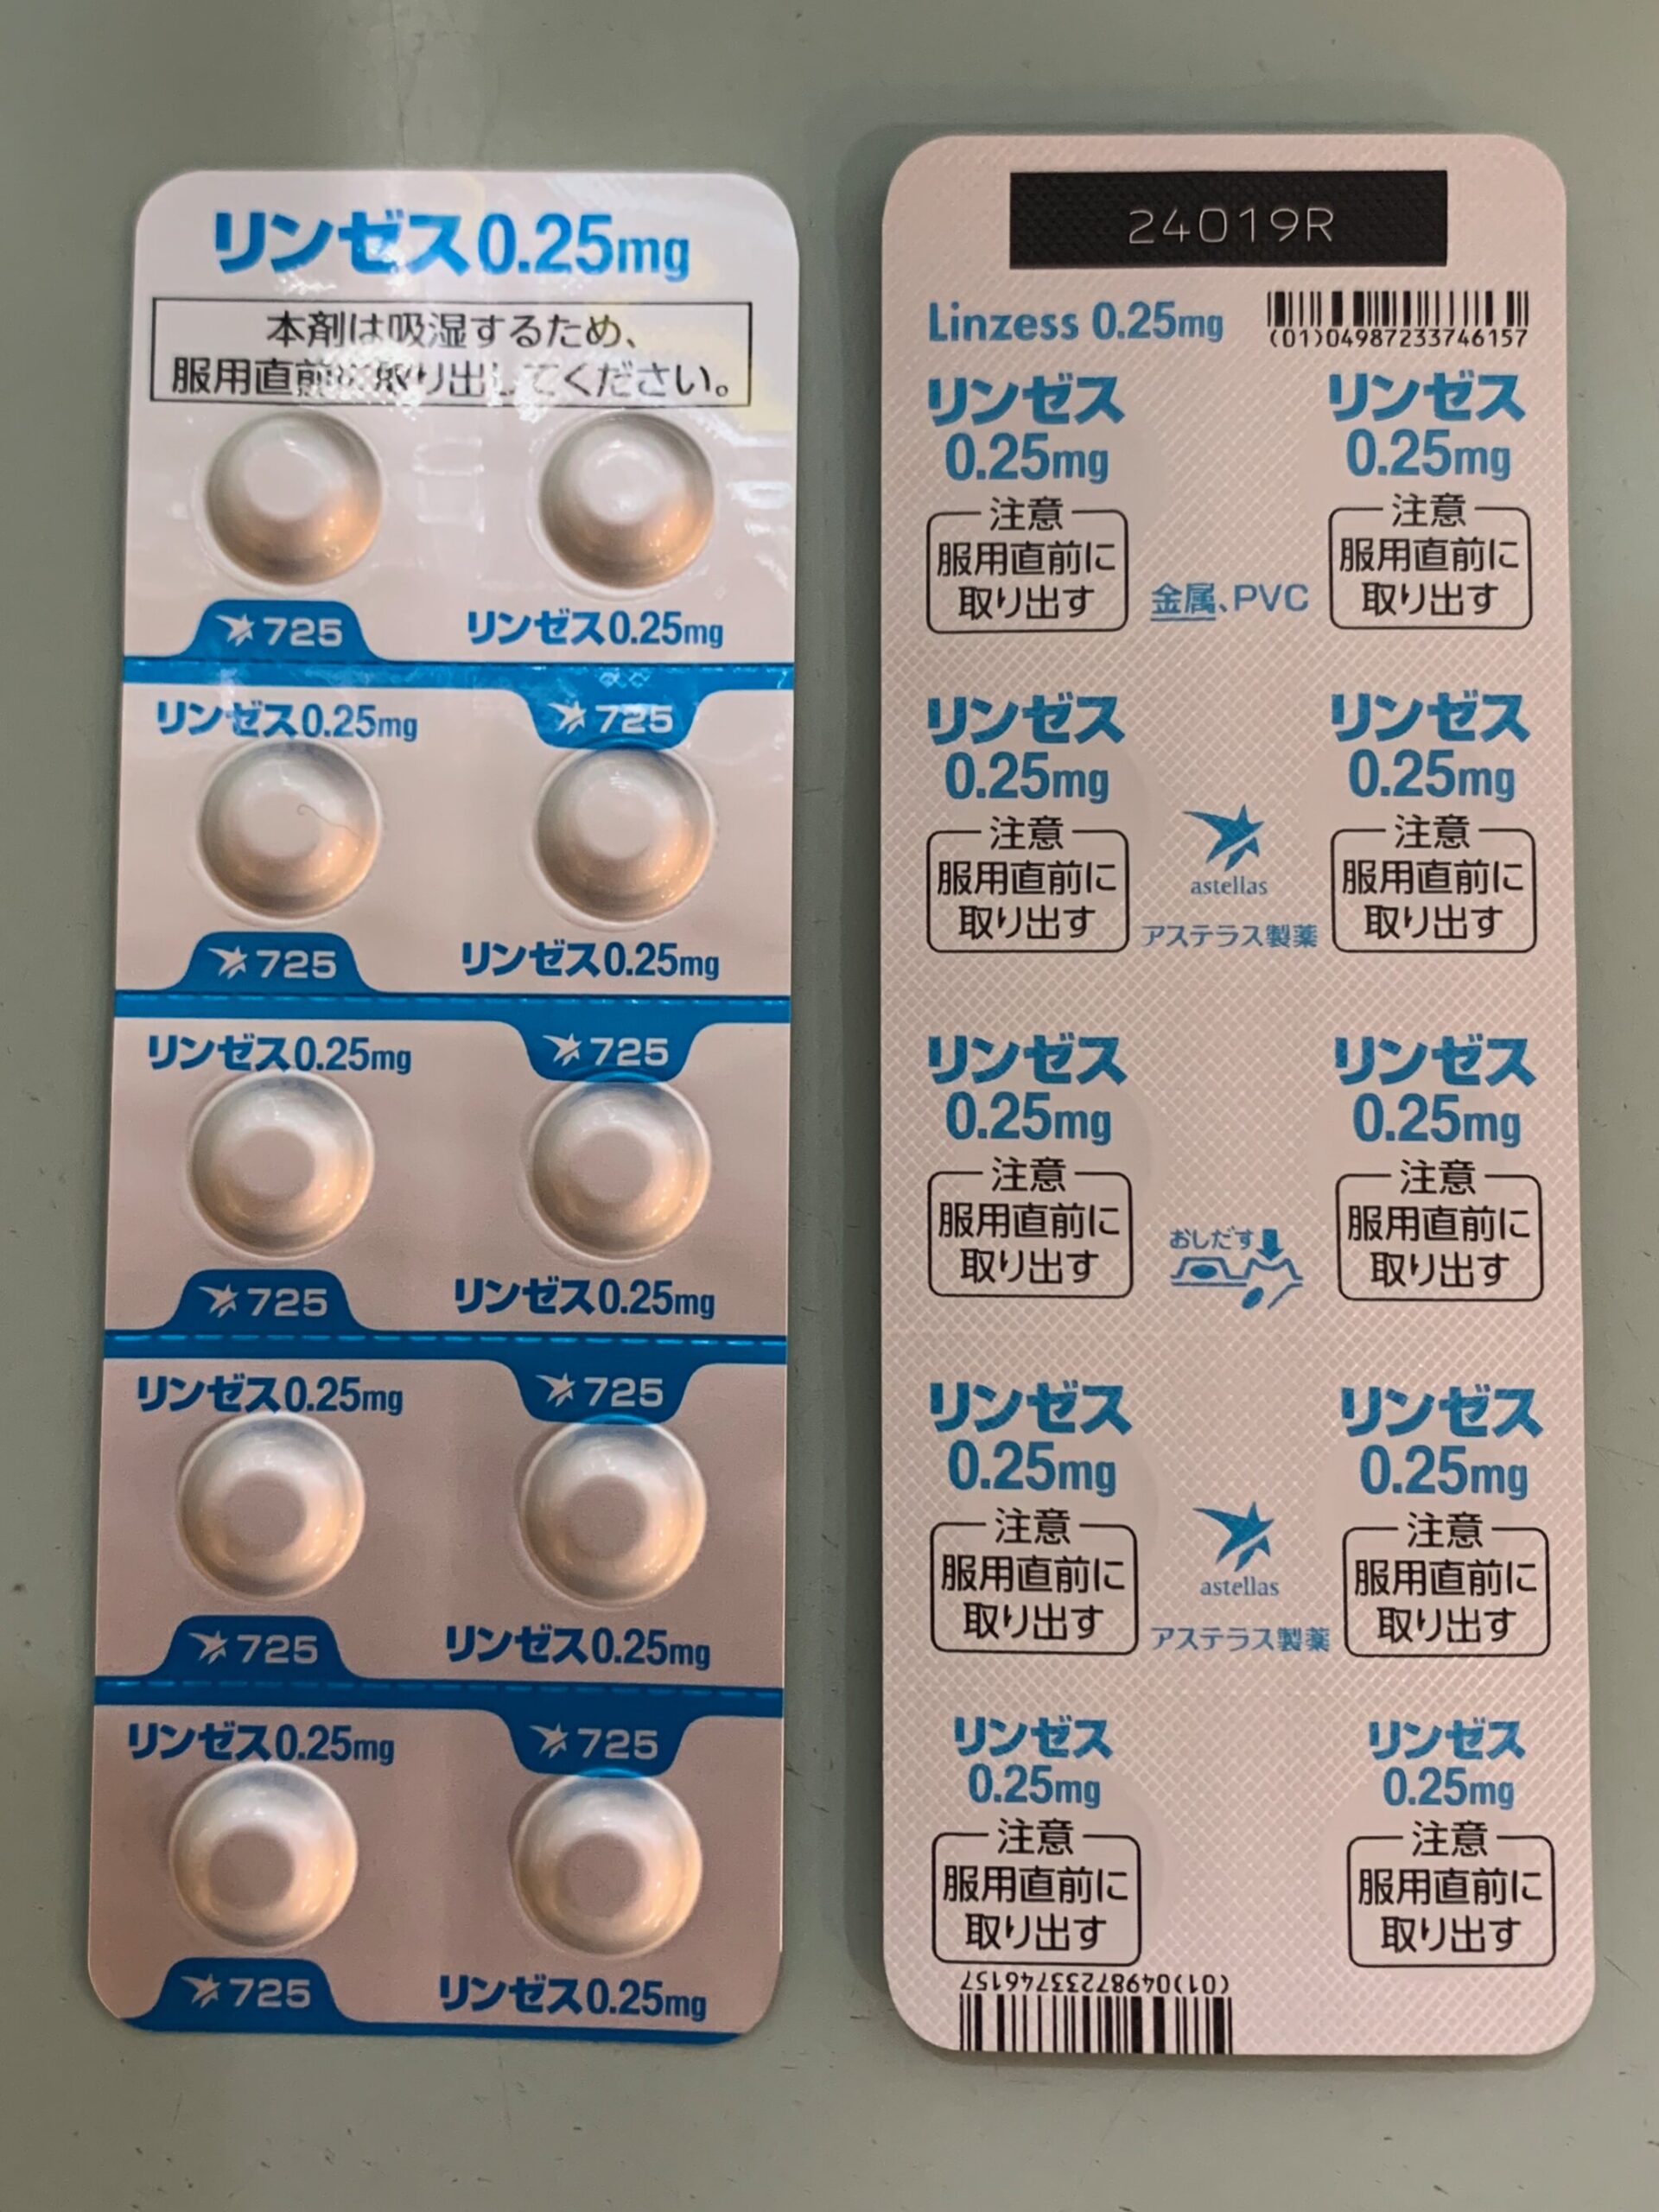 リンゼス0.25mg
本剤は吸湿するため、
服用直前に取り出してください。
725
リンゼス0.25mg
リンゼス0.25mg
725
725
リンゼス0.25mg
リンゼス0.25mg
725
725
リンゼス0.25mg
リンゼス0.25mg
725
725
リンゼス0.25mg
リンゼス0.25mg
725
725
リンゼス0.25mg
24019R
Linzess 0.25mg
(01)04987233746157
リンゼス
0.25mg
注意
服用直前に
取り出す
金属、PVC
リンゼス
0.25mg
注意
服用直前に
取り出す
リンゼス
0.25mg
注意
服用直前に
取り出す
astellas
アステラス製薬
リンゼス
0.25mg
注意
服用直前に
取り出す
リンゼス
0.25mg
注意
服用直前に
取り出す
おしだす
リンゼス
0.25mg
注意
服用直前に
取り出す
リンゼス
0.25mg
注意
服用直前に
取り出す
astellas
アステラス製薬
リンゼス
0.25mg
注意
服用直前に
取り出す
リンゼス
0.25mg
注意
服用直前に
取り出す
リンゼス
0.25mg
注意
服用直前に
取り出す
(01)04987233746157